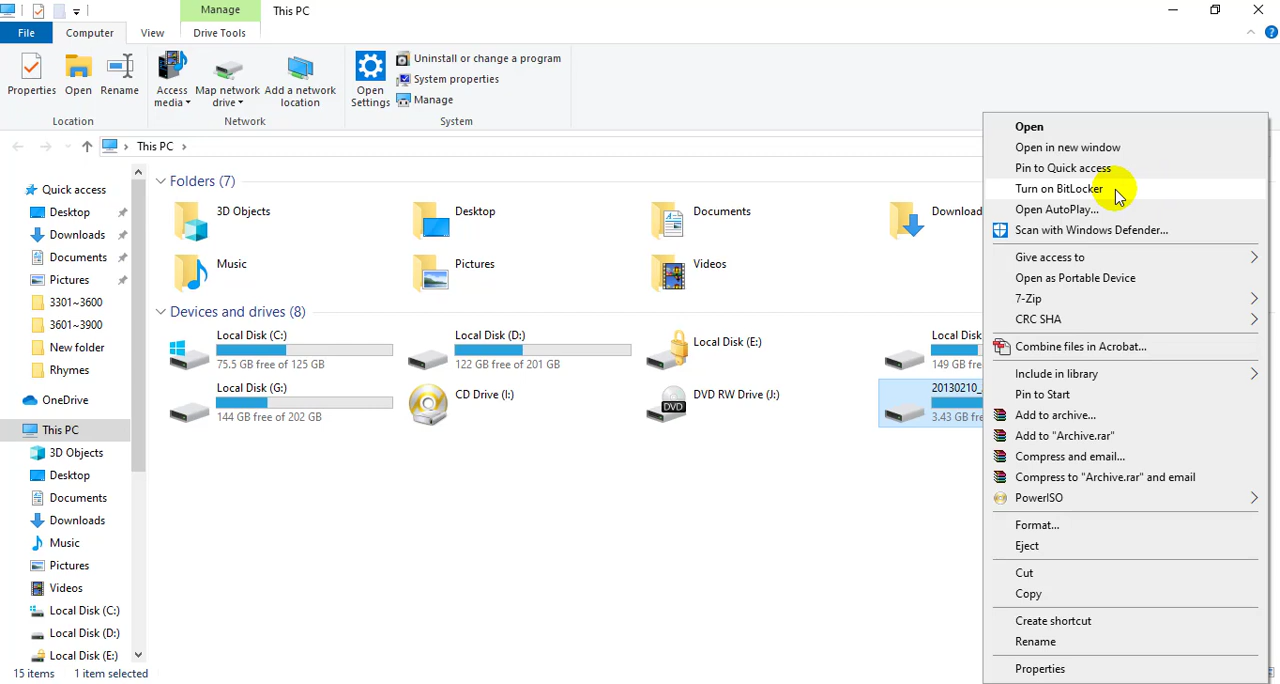 Manage
This PC
File
Computer
View
Drive Tools
Properties
Open
Rename
Access media
Map network drive
Add a network location
Open Settings
Uninstall or change a program
System properties
Manage
Location
Network
System
This PC
Quick access
Desktop
Downloads
Documents
Pictures
3301~3600
3601~3900
New folder
Rhymes
OneDrive
This PC
3D Objects
Desktop
Documents
Downloads
Music
Pictures
Videos
Local Disk (C:)
Local Disk (D:)
Local Disk (E:)
Folders (7)
3D Objects
Desktop
Documents
Download
Music
Pictures
Videos
Devices and drives (8)
Local Disk (C:)
75.5 GB free of 125 GB
Local Disk (D:)
122 GB free of 201 GB
Local Disk (E:)
Local Disk
149 GB f
Local Disk (G:)
144 GB free of 202 GB
CD Drive (I:)
DVD RW Drive (J:)
DVD
20130210_
3.43 GB fre
Open
Open in new window
Pin to Quick access
Turn on BitLocker
Open AutoPlay...
Scan with Windows Defender...
Give access to
Open as Portable Device
7-Zip
CRC SHA
Combine files in Acrobat...
Include in library
Pin to Start
Add to archive...
Add to "Archive.rar"
Compress and email...
Compress to "Archive.rar" and email
PowerISO
Format...
Eject
Cut
Copy
Create shortcut
Rename
Properties
15 items
1 item selected